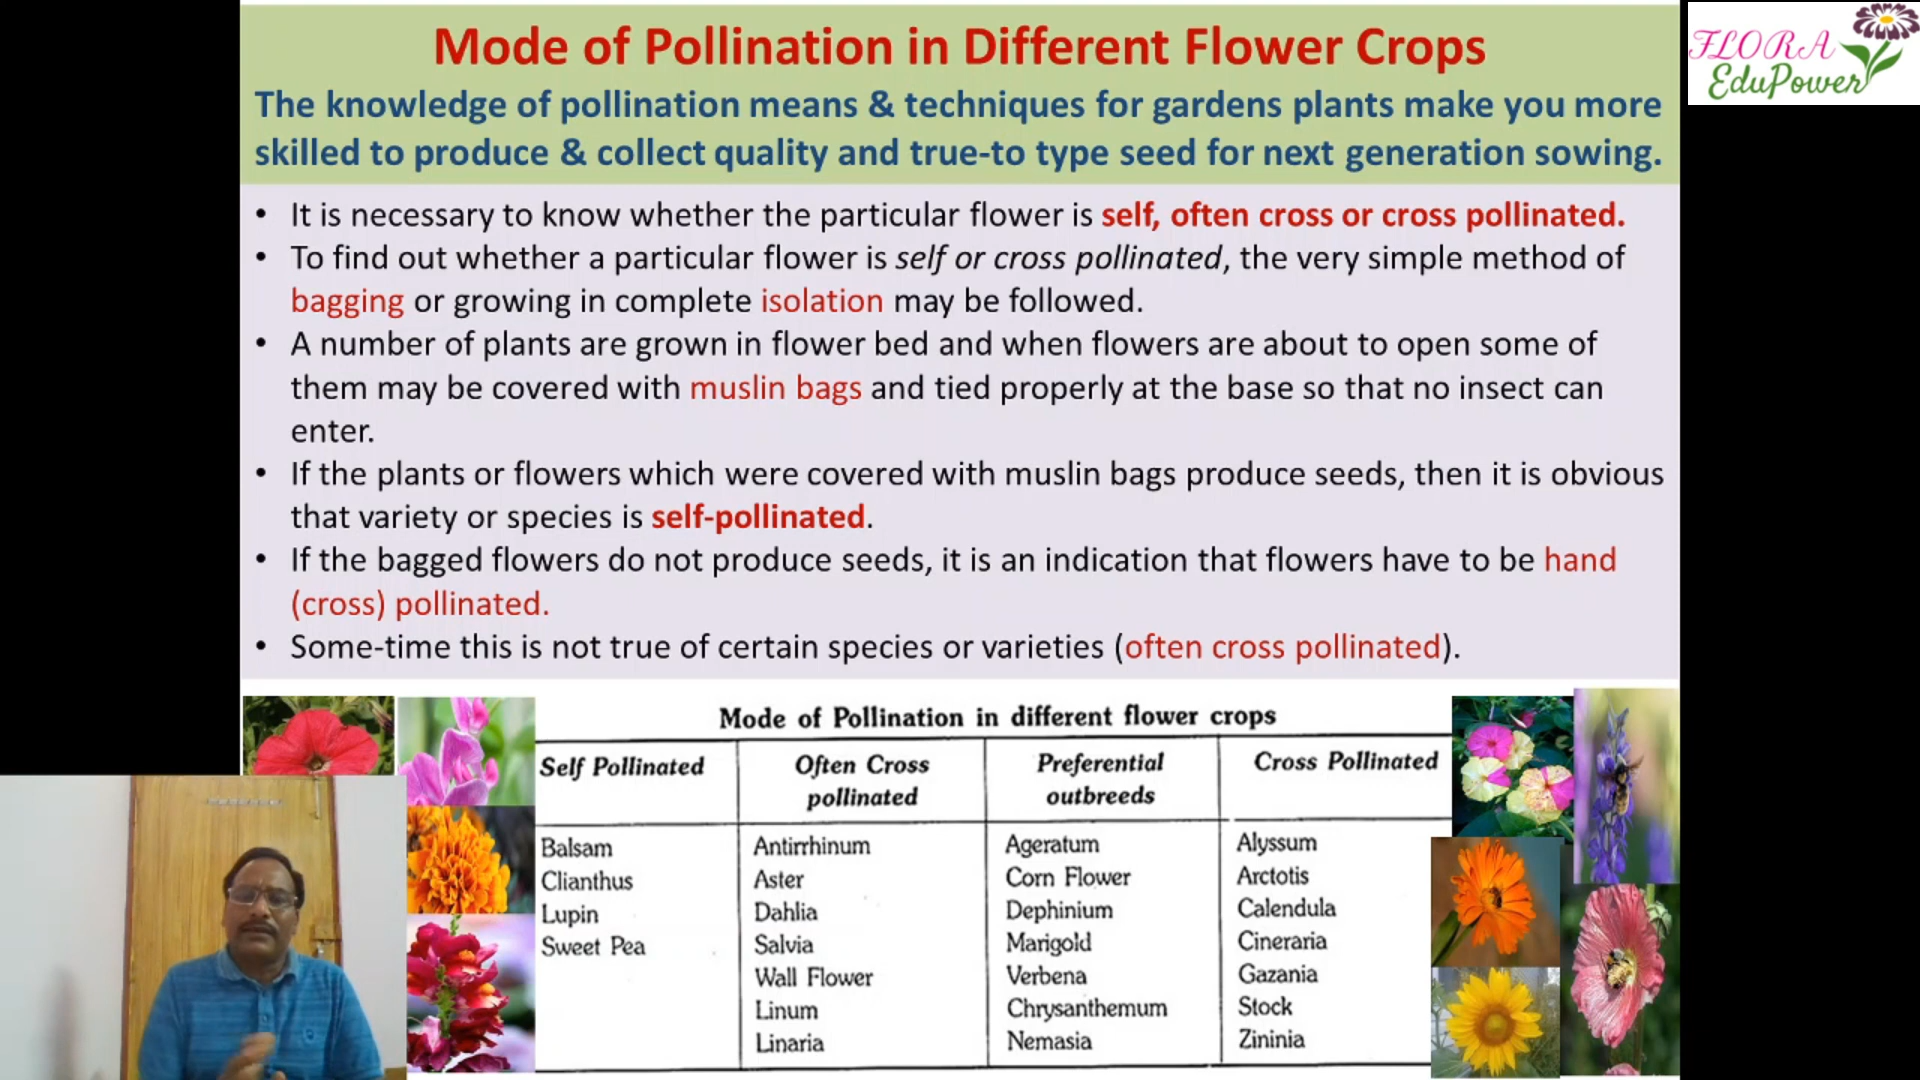 Mode of Pollination in Different Flower Crops
The knowledge of pollination means & techniques for gardens plants make you more
skilled to produce & collect quality and true-to type seed for next generation sowing.
FLORA
EduPower
• It is necessary to know whether the particular flower is self, often cross or cross pollinated.
• To find out whether a particular flower is self or cross pollinated, the very simple method of
bagging or growing in complete isolation may be followed.
• A number of plants are grown in flower bed and when flowers are about to open some of
them may be covered with muslin bags and tied properly at the base so that no insect can
enter.
• If the plants or flowers which were covered with muslin bags produce seeds, then it is obvious
that variety or species is self-pollinated.
• If the bagged flowers do not produce seeds, it is an indication that flowers have to be hand
(cross) pollinated.
• Some-time this is not true of certain species or varieties (often cross pollinated).
Mode of Pollination in different flower crops
Self Pollinated Often Cross pollinated Preferential outbreeds Cross Pollinated
Balsam Antirrhinum Ageratum Alyssum
Clianthus Aster Corn Flower Arctotis
Lupin Dahlia Dephinium Calendula
Sweet Pea Salvia Marigold Cineraria
Wall Flower Verbena Gazania
Linum Chrysanthemum Stock
Linaria Nemasia Zininia